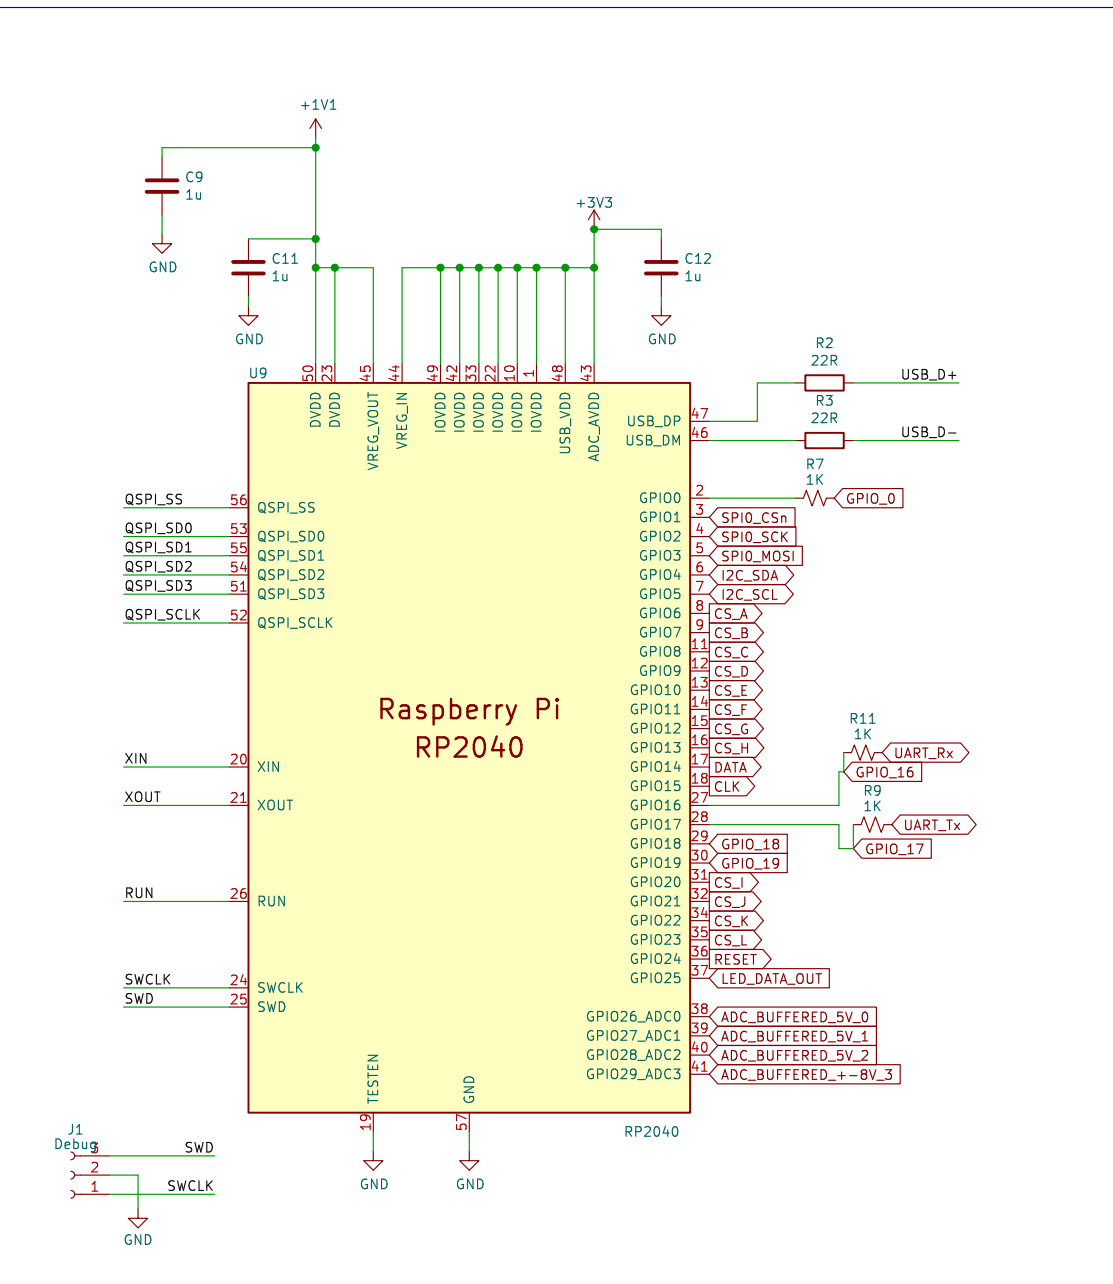 +1V1
C9
1u
GND
+3V3
C11
1u
GND
C12
1u
GND
R2
22R
USB_D+
R3
22R
USB_D-
U9
50
23
45
44
49
42
33
22
10
1
48
43
DVDD
DVDD
VREG_VOUT
VREG_IN
IOVDD
IOVDD
IOVDD
IOVDD
IOVDD
IOVDD
USB_VDD
ADC_AVDD
USB_DP 47
USB_DM 46
R7
1K
GPIO0 2 GPIO_0
GPIO1 3 SPI0_CSn
GPIO2 4 SPI0_SCK
GPIO3 5 SPI0_MOSI
GPIO4 6 I2C_SDA
GPIO5 7 I2C_SCL
GPIO6 8 CS_A
GPIO7 9 CS_B
GPIO8 11 CS_C
GPIO9 12 CS_D
GPIO10 13 CS_E
GPIO11 14 CS_F
GPIO12 15 CS_G
GPIO13 16 CS_H
GPIO14 17 DATA
GPIO15 18 CLK
GPIO16 27
GPIO17 28
R11
1K
UART_Rx
GPIO_16
R9
1K
UART_Tx
GPIO_17
GPIO18 29 GPIO_18
GPIO19 30 GPIO_19
GPIO20 31 CS_I
GPIO21 32 CS_J
GPIO22 34 CS_K
GPIO23 35 CS_L
GPIO24 36 RESET
GPIO25 37 LED_DATA_OUT
GPIO26_ADC0 38 ADC_BUFFERED_5V_0
GPIO27_ADC1 39 ADC_BUFFERED_5V_1
GPIO28_ADC2 40 ADC_BUFFERED_5V_2
GPIO29_ADC3 41 ADC_BUFFERED_+-8V_3
QSPI_SS 56 QSPI_SS
QSPI_SD0 53 QSPI_SD0
QSPI_SD1 55 QSPI_SD1
QSPI_SD2 54 QSPI_SD2
QSPI_SD3 51 QSPI_SD3
QSPI_SCLK 52 QSPI_SCLK
Raspberry Pi
RP2040
XIN 20 XIN
XOUT 21 XOUT
RUN 26 RUN
SWCLK 24 SWCLK
SWD 25 SWD
TESTEN
GND
19
57
RP2040
GND
GND
J1
Debug
3 SWD
2
1 SWCLK
GND